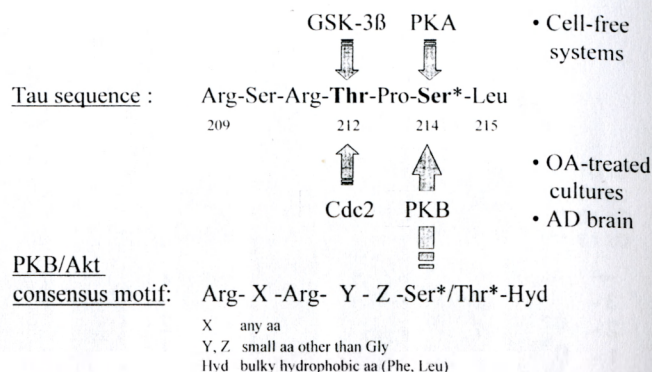 GSK-3ß PKA
• Cell-free
systems
Tau sequence : Arg-Ser-Arg-Thr-Pro-Ser*-Leu
209 212 214 215
• OA-treated
cultures
Cdc2 PKB
• AD brain
PKB/Akt
consensus motif: Arg- X -Arg- Y - Z -Ser*/Thr*-Hyd
X any aa
Y, Z small aa other than Gly
Hyd bulky hydrophobic aa (Phe, Leu)